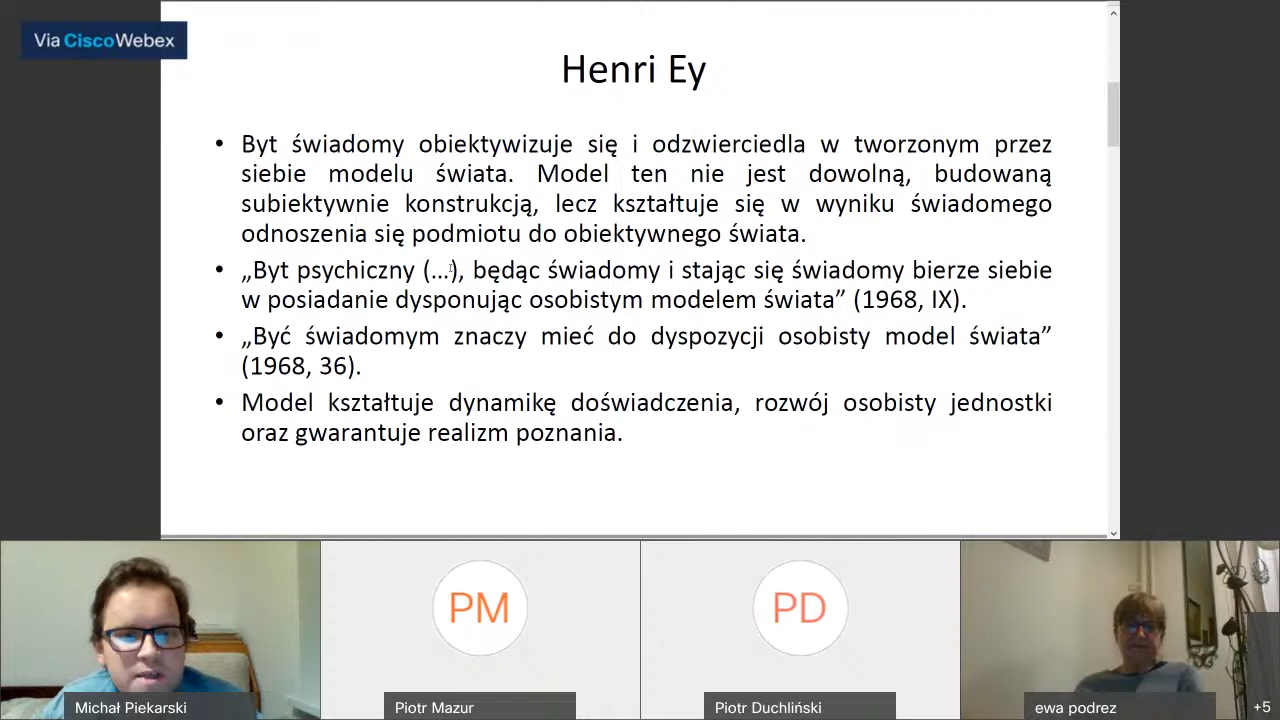 Via CiscoWebex
Henri Ey
• Byt świadomy obiektywizuje się i odzwierciedla w tworzonym przez
siebie modelu świata. Model ten nie jest dowolną, budowaną
subiektywnie konstrukcją, lecz kształtuje się w wyniku świadomego
odnoszenia się podmiotu do obiektywnego świata.
• „Byt psychiczny (…), będąc świadomy i stając się świadomy bierze siebie
w posiadanie dysponując osobistym modelem świata” (1968, IX).
• „Być świadomym znaczy mieć do dyspozycji osobisty model świata”
(1968, 36).
• Model kształtuje dynamikę doświadczenia, rozwój osobisty jednostki
oraz gwarantuje realizm poznania.
PM
PD
Michał Piekarski
Piotr Mazur
Piotr Duchliński
ewa podrez
+5